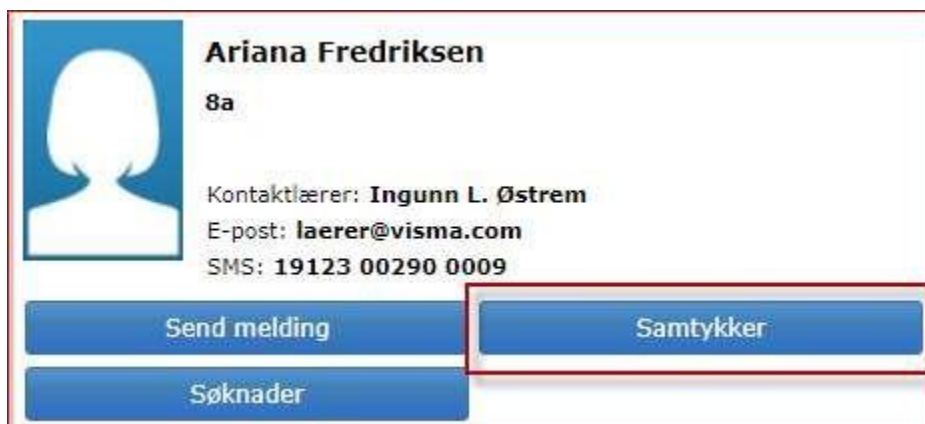 Ariana Fredriksen
8a
Kontaktlærer: Ingunn L. Østrem
E-post: laerer@visma.com
SMS: 19123 00290 0009
Send melding
Samtykker
Søknader